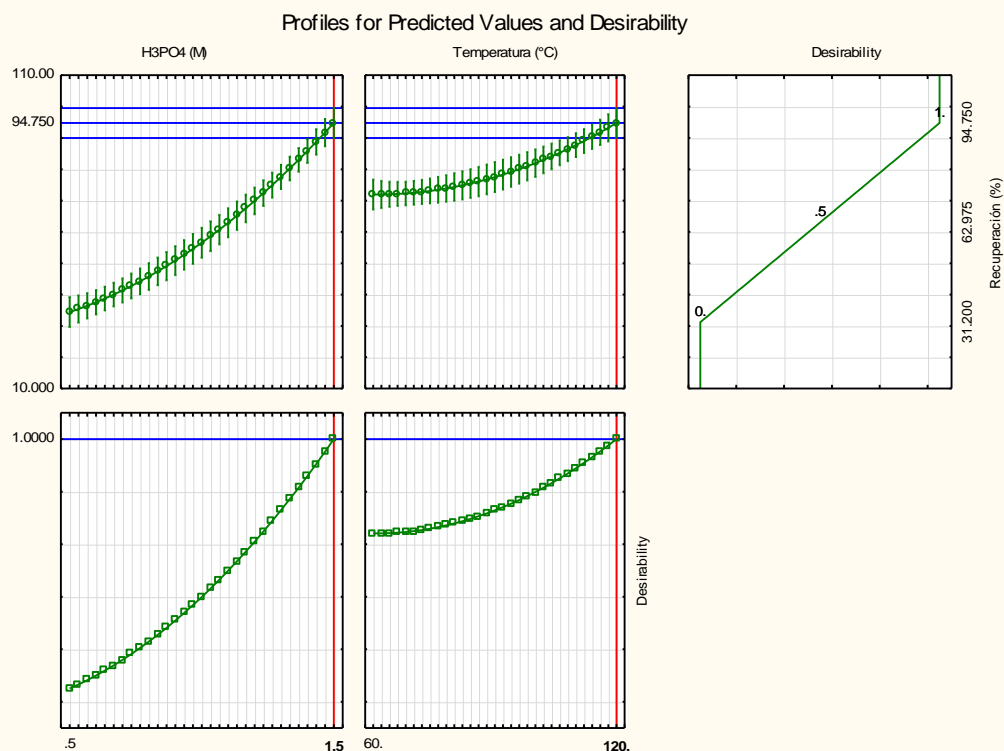 Profiles for Predicted Values and Desirability
H3PO4 (M)
Temperatura (°C)
Desirability
110.00
94.750
10.000
1.
.5
0.
94.750
62.975
31.200
Recuperación (%)
1.0000
Desirability
.5
1.5
60.
120.